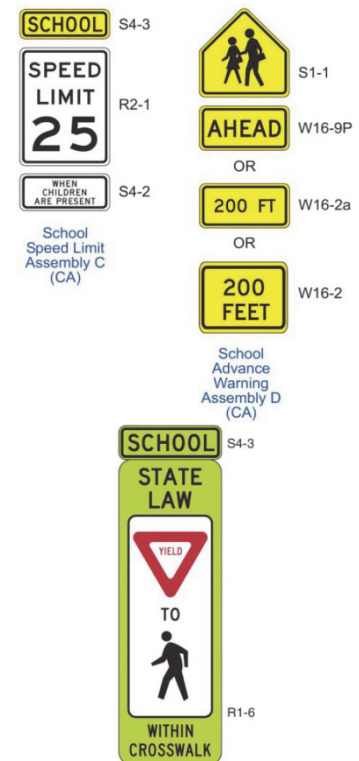 SCHOOL
S4-3
SPEED
LIMIT
25
R2-1
WHEN
CHILDREN
ARE PRESENT
S4-2
School
Speed Limit
Assembly C
(CA)
S1-1
AHEAD
W16-9P
OR
200 FT
W16-2a
OR
200
FEET
W16-2
School
Advance
Warning
Assembly D
(CA)
SCHOOL
S4-3
STATE
LAW
YIELD
TO
R1-6
WITHIN
CROSSWALK